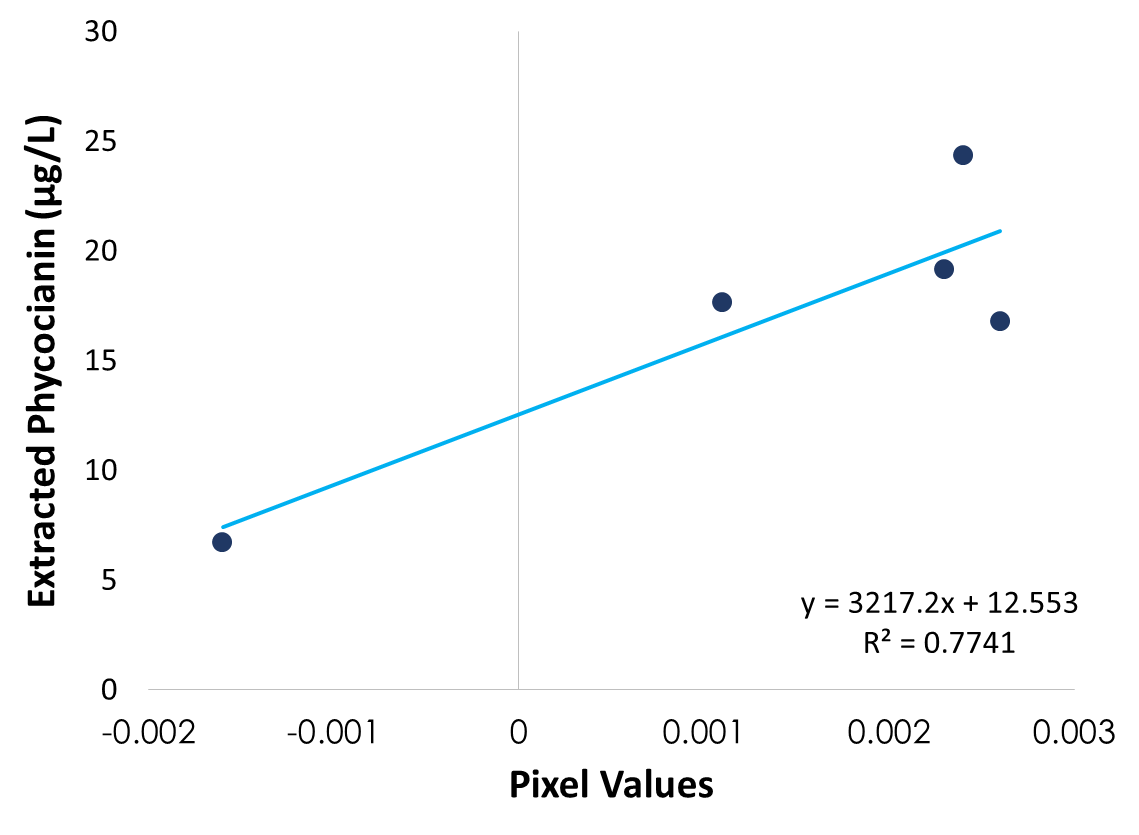 30
25
20
15
10
5
0
Extracted Phycocianin (µg/L)
y = 3217.2x + 12.553
R² = 0.7741
-0.002 -0.001 0 0.001 0.002 0.003
Pixel Values